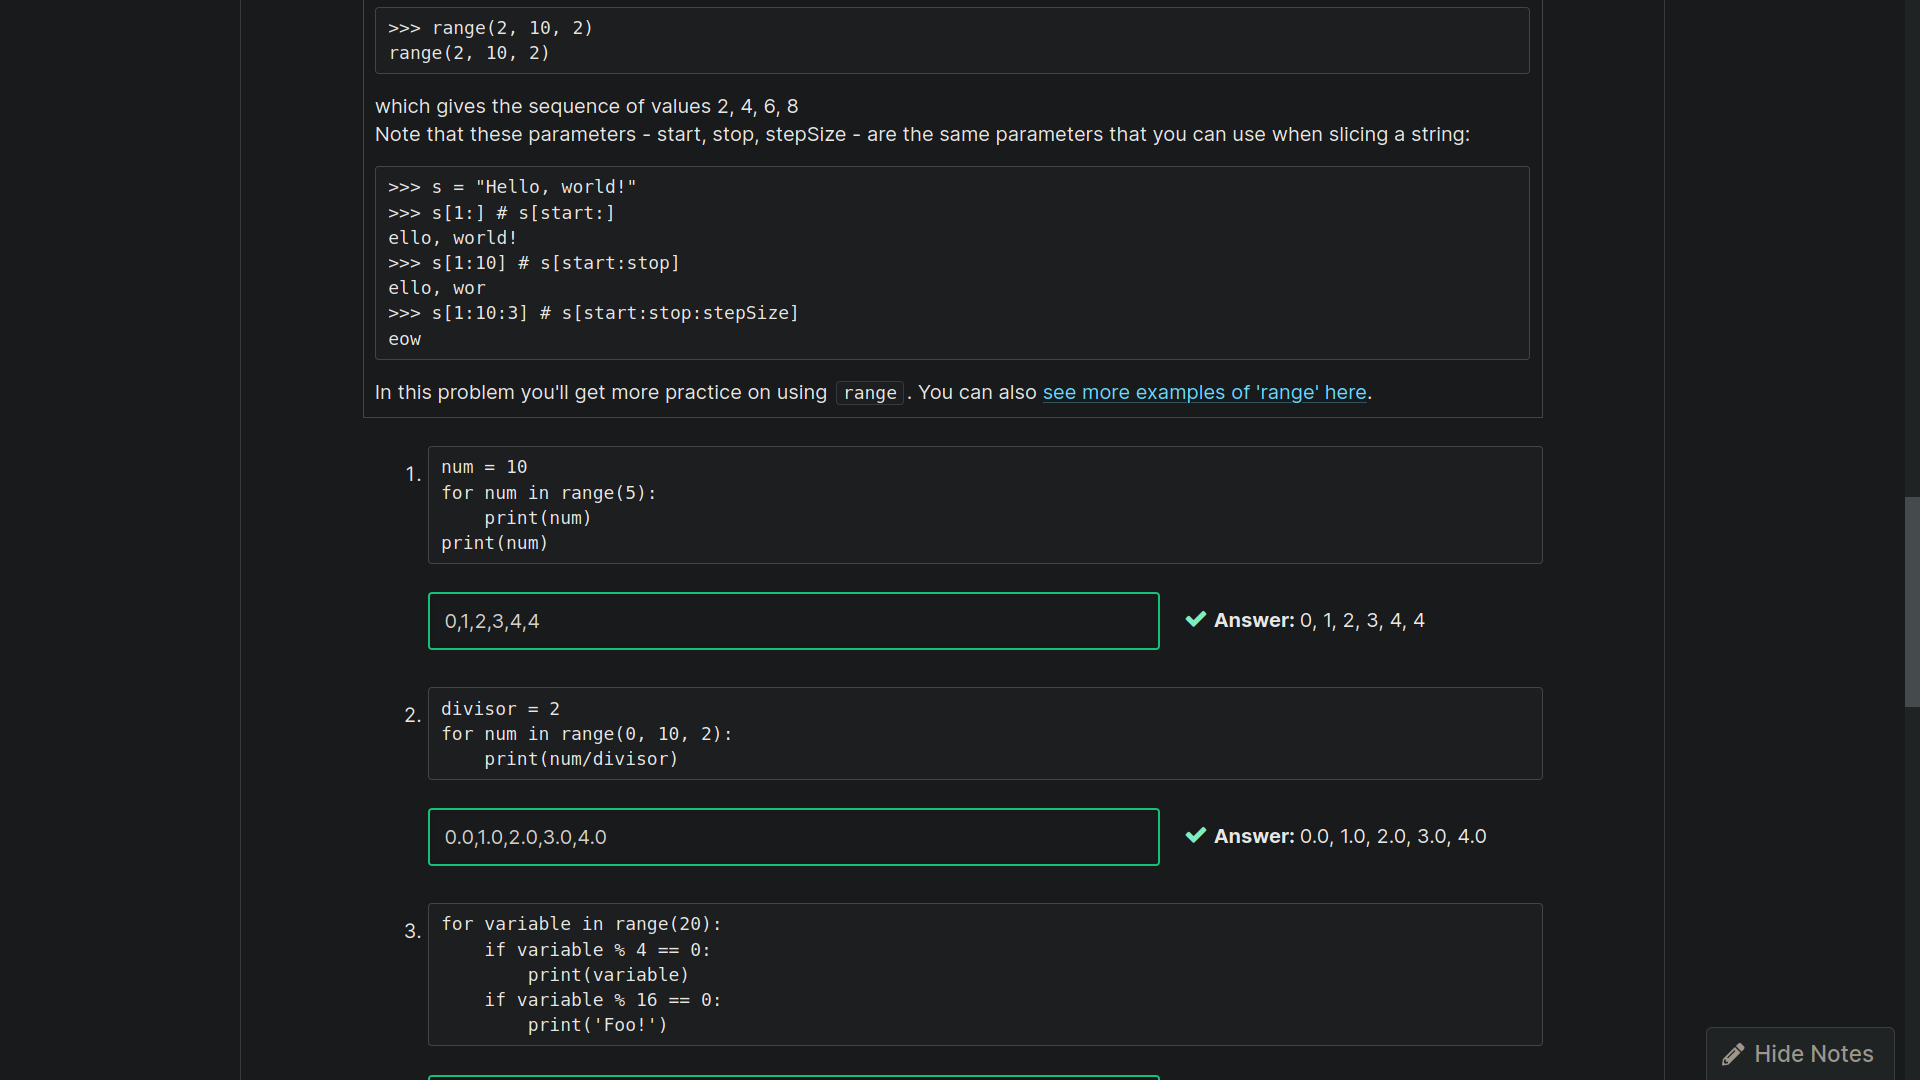 >>> range(2, 10, 2)
range(2, 10, 2)
which gives the sequence of values 2, 4, 6, 8
Note that these parameters - start, stop, stepSize - are the same parameters that you can use when slicing a string:
>>> s = "Hello, world!"
>>> s[1:] # s[start:]
ello, world!
>>> s[1:10] # s[start:stop]
ello, wor
>>> s[1:10:3] # s[start:stop:stepSize]
eow
In this problem you'll get more practice on using range. You can also see more examples of 'range' here.
1.
num = 10
for num in range(5):
    print(num)
print(num)
0,1,2,3,4,4
Answer: 0, 1, 2, 3, 4, 4
2.
divisor = 2
for num in range(0, 10, 2):
    print(num/divisor)
0.0,1.0,2.0,3.0,4.0
Answer: 0.0, 1.0, 2.0, 3.0, 4.0
3.
for variable in range(20):
    if variable % 4 == 0:
        print(variable)
    if variable % 16 == 0:
        print('Foo!')
Hide Notes